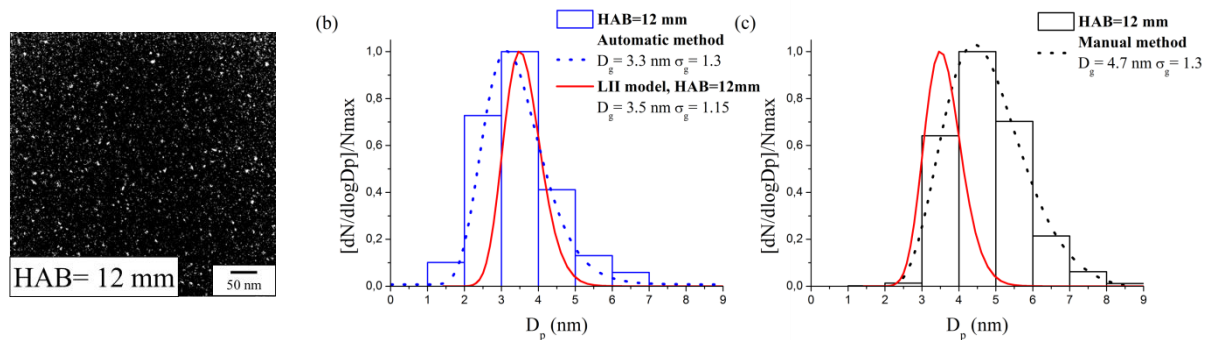 HAB= 12 mm
50 nm
(b)
HAB=12 mm
Automatic method
D_g= 3.3 nm σ_g= 1.3
LII model, HAB=12mm
D_g= 3.5 nm σ_g= 1.15
[dN/dlogDp]/Nmax
1,0
0,8
0,6
0,4
0,2
0,0
0 1 2 3 4 5 6 7 8 9
D_p (nm)
(c)
HAB=12 mm
Manual method
D_g= 4.7 nm σ_g= 1.3
[dN/dlogDp]/Nmax
1,0
0,8
0,6
0,4
0,2
0,0
0 1 2 3 4 5 6 7 8 9
D_p (nm)